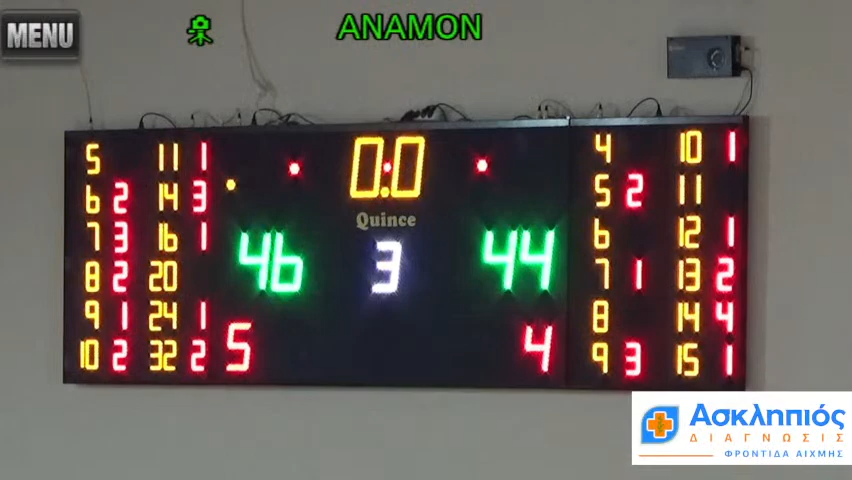 MENU
ΑΝΑΜΟΝ
5 11 1
6 2 14 3
7 3 16 1
8 2 20
9 1 24 1
10 2 32 2
0:0
Quince
46 3 44
5 4
4 10 1
5 2 11
6 12 1
7 1 13 2
8 14 4
9 3 15 1
Ασκληπιός
ΔΙΑΓΝΩΣΙΣ
ΦΡΟΝΤΙΔΑ ΑΙΧΜΗΣ